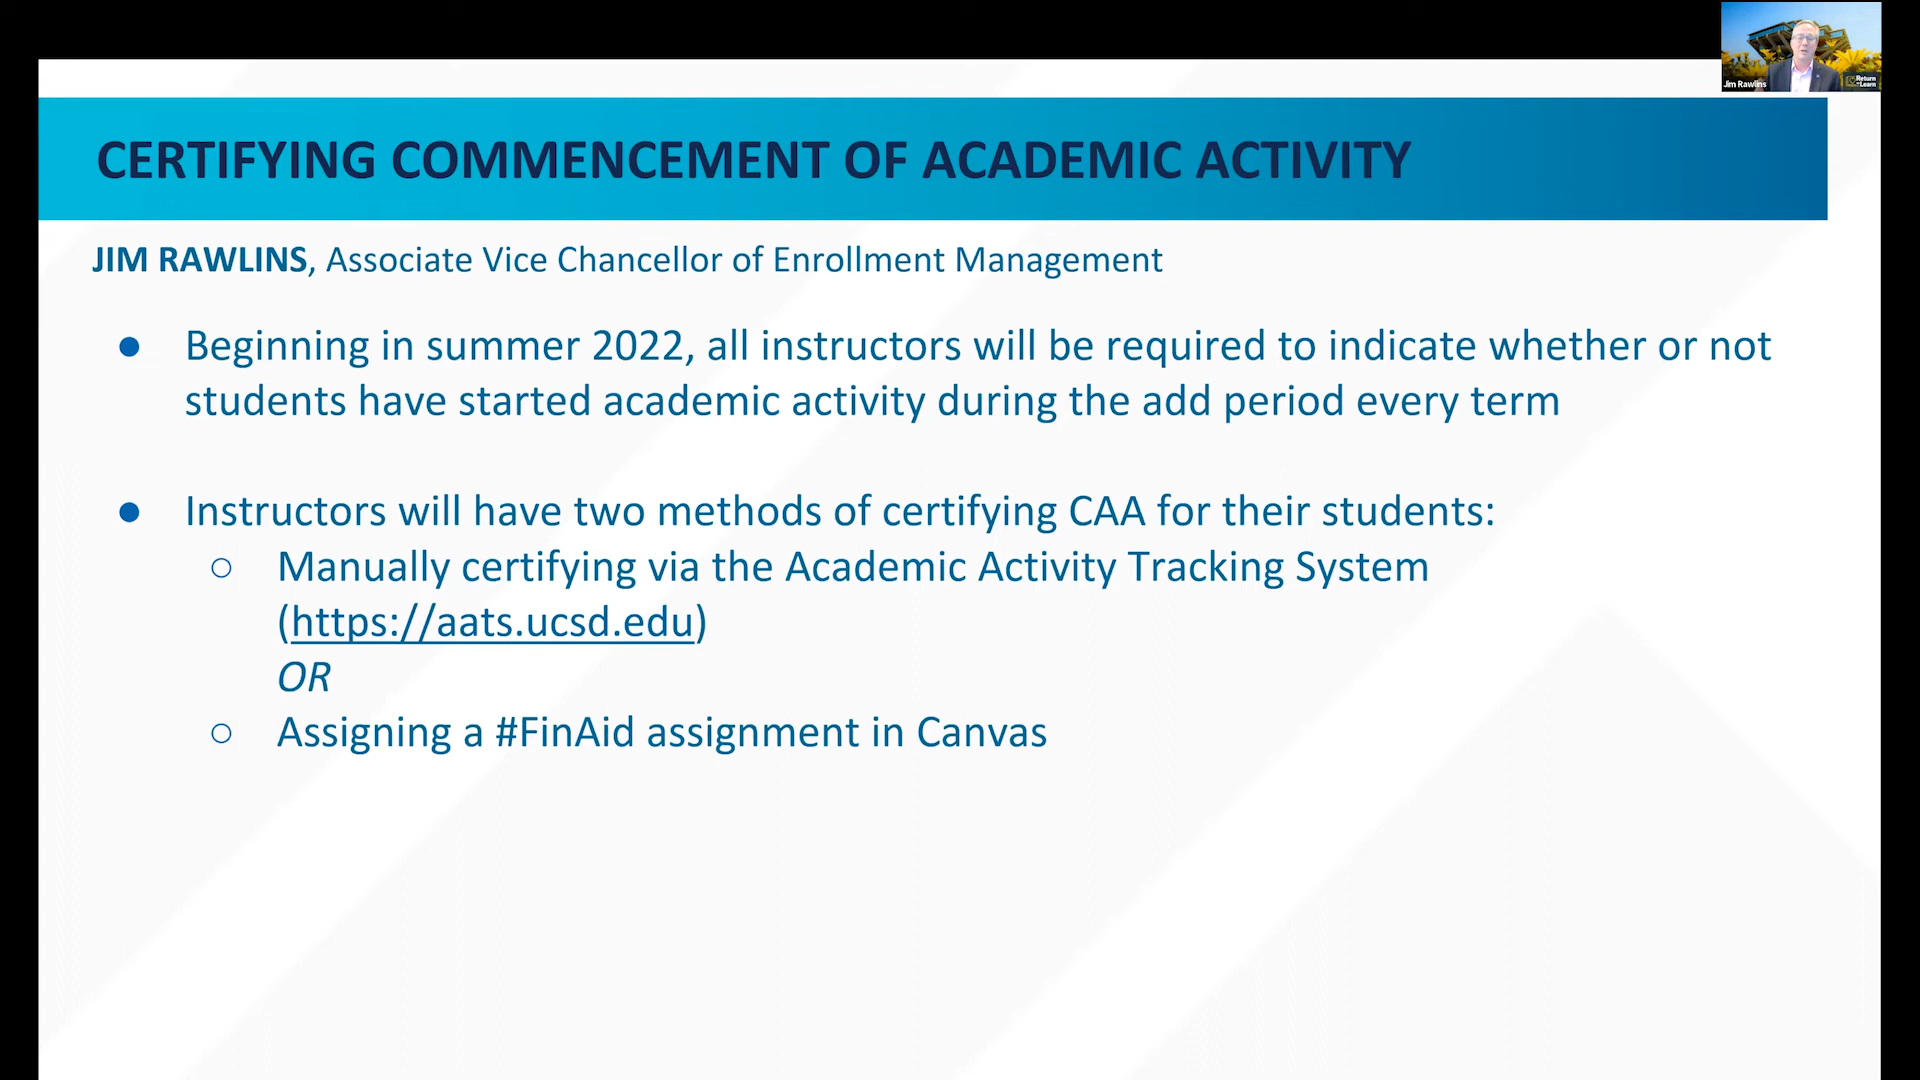 Jim Rawlins
Return
to Learn
CERTIFYING COMMENCEMENT OF ACADEMIC ACTIVITY
JIM RAWLINS, Associate Vice Chancellor of Enrollment Management
● Beginning in summer 2022, all instructors will be required to indicate whether or not
students have started academic activity during the add period every term
● Instructors will have two methods of certifying CAA for their students:
○ Manually certifying via the Academic Activity Tracking System
(https://aats.ucsd.edu)
OR
○ Assigning a #FinAid assignment in Canvas